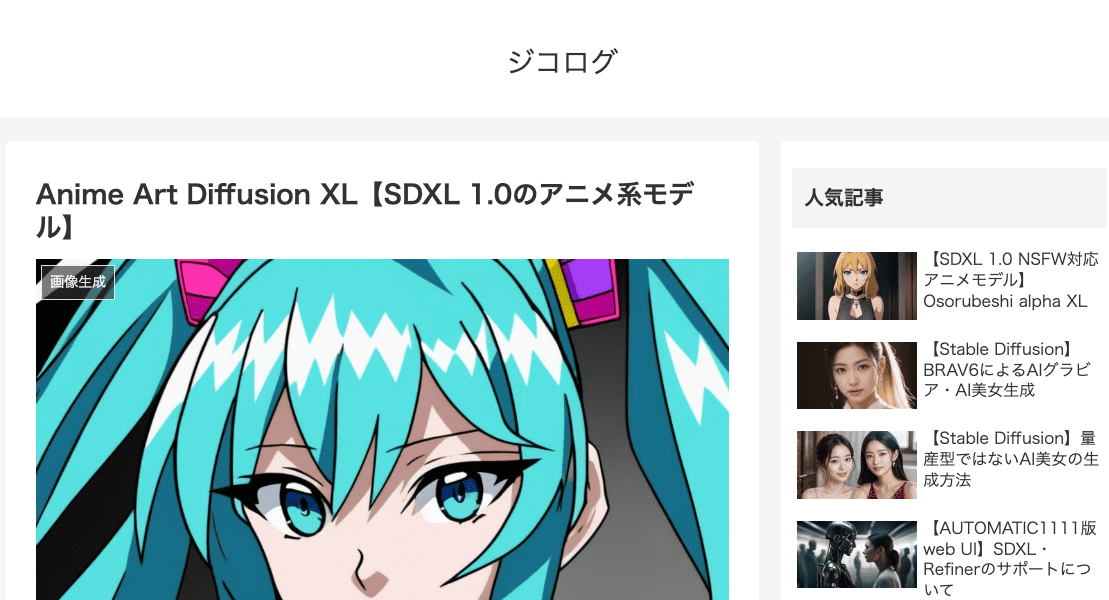 ジコログ
Anime Art Diffusion XL【SDXL 1.0のアニメ系モデ
ル】
画像生成
人気記事
【SDXL 1.0 NSFW対応
アニメモデル】
Osorubeshi alpha XL
【Stable Diffusion】
BRAV6によるAIグラビ
ア・AI美女生成
【Stable Diffusion】量
産型ではないAI美女の生
成方法
【AUTOMATIC1111版
web UI】SDXL・
Refinerのサポートにつ
いて